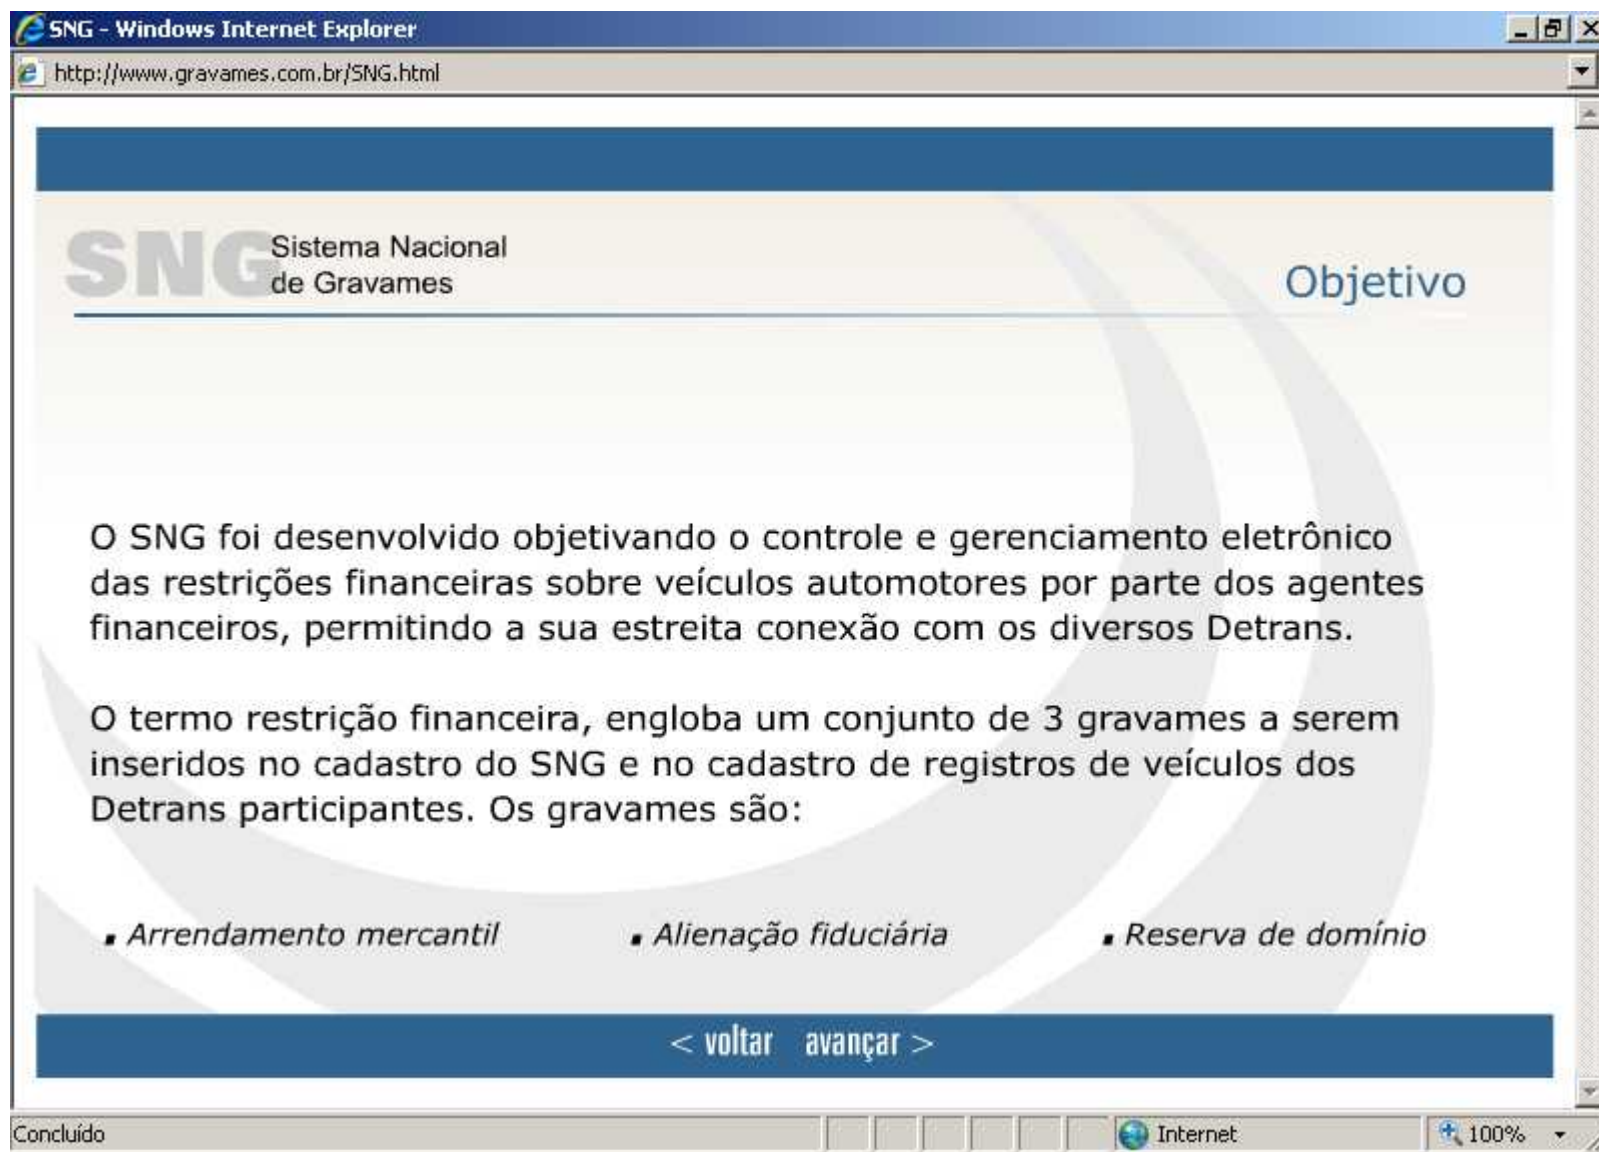 SNG - Windows Internet Explorer
http://www.gravames.com.br/SNG.html
SNG
Sistema Nacional
de Gravames
Objetivo
O SNG foi desenvolvido objetivando o controle e gerenciamento eletrônico
das restrições financeiras sobre veículos automotores por parte dos agentes
financeiros, permitindo a sua estreita conexão com os diversos Detrans.
O termo restrição financeira, engloba um conjunto de 3 gravames a serem
inseridos no cadastro do SNG e no cadastro de registros de veículos dos
Detrans participantes. Os gravames são:
▪ Arrendamento mercantil ▪ Alienação fiduciária ▪ Reserva de domínio
< voltar avançar >
Concluído Internet 100%